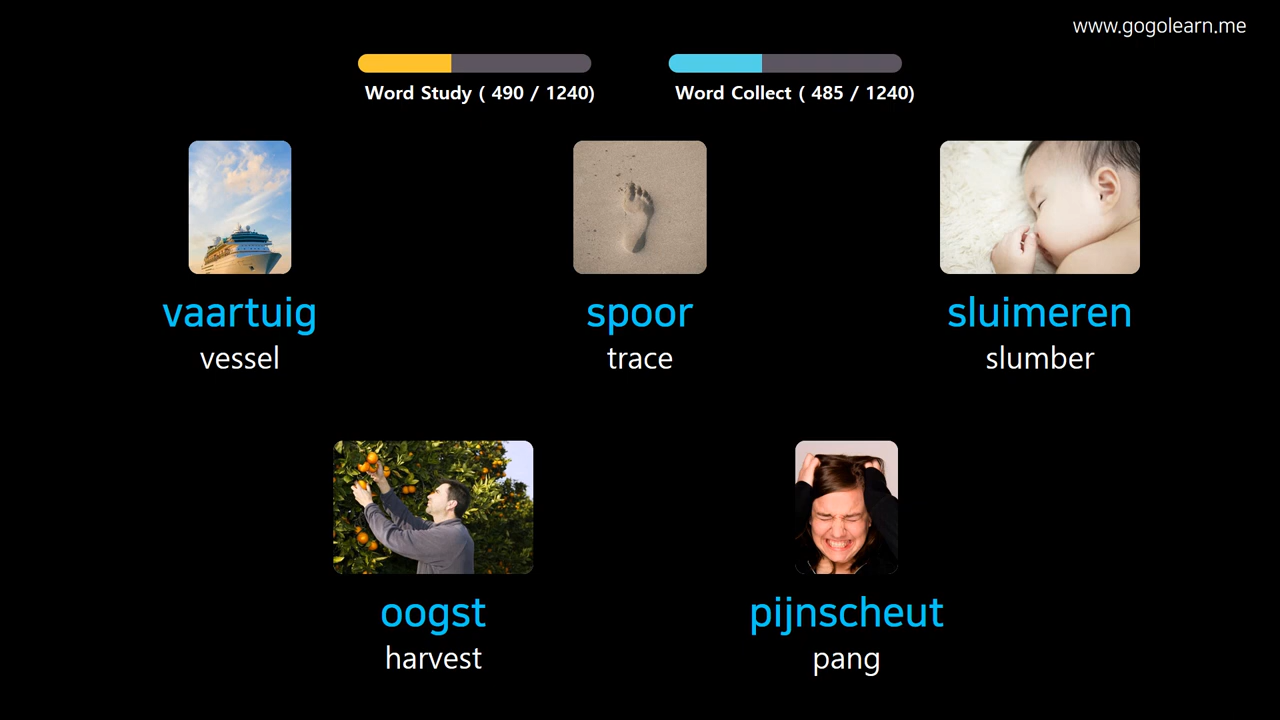 www.gogolearn.me
Word Study ( 490 / 1240)
Word Collect ( 485 / 1240)
vaartuig
vessel
spoor
trace
sluimeren
slumber
oogst
harvest
pijnscheut
pang